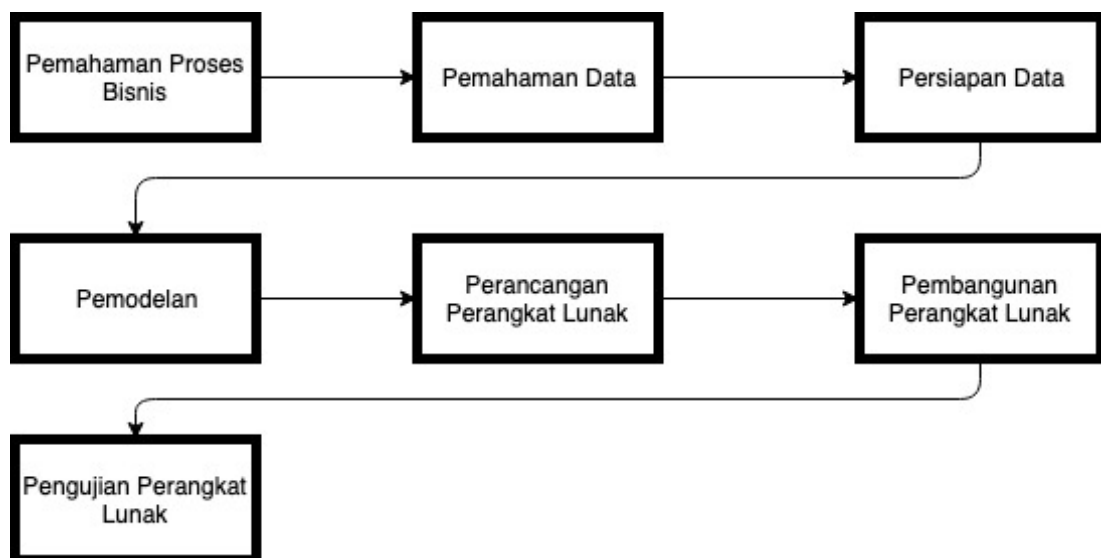 Pemahaman Proses
Bisnis
Pemahaman Data
Persiapan Data
Pemodelan
Perancangan
Perangkat Lunak
Pembangunan
Perangkat Lunak
Pengujian Perangkat
Lunak